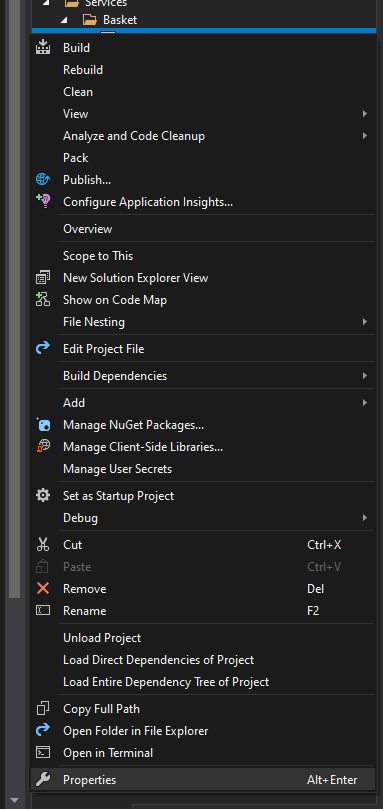 Services
Basket
Build
Rebuild
Clean
View
Analyze and Code Cleanup
Pack
Publish...
Configure Application Insights...
Overview
Scope to This
New Solution Explorer View
Show on Code Map
File Nesting
Edit Project File
Build Dependencies
Add
Manage NuGet Packages...
Manage Client-Side Libraries...
Manage User Secrets
Set as Startup Project
Debug
Cut Ctrl+X
Paste Ctrl+V
Remove Del
Rename F2
Unload Project
Load Direct Dependencies of Project
Load Entire Dependency Tree of Project
Copy Full Path
Open Folder in File Explorer
Open in Terminal
Properties Alt+Enter